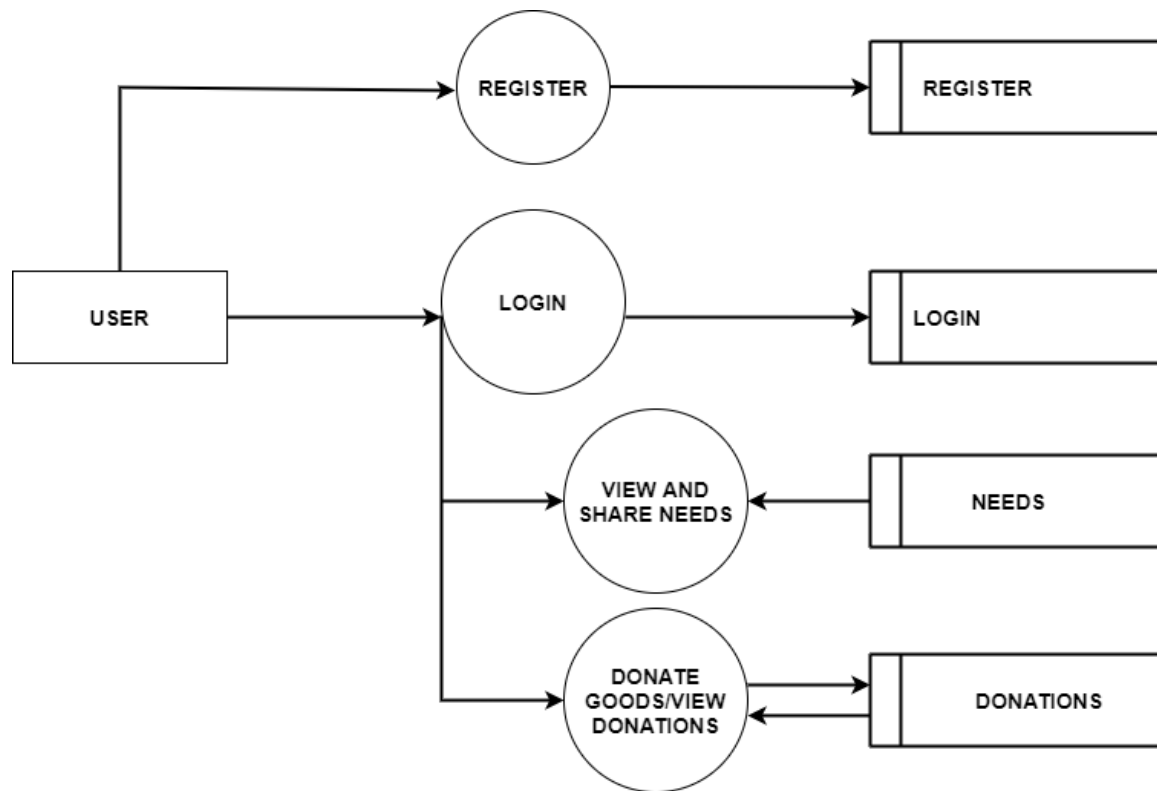 REGISTER
REGISTER
USER
LOGIN
LOGIN
VIEW AND
SHARE NEEDS
NEEDS
DONATE
GOODS/VIEW
DONATIONS
DONATIONS